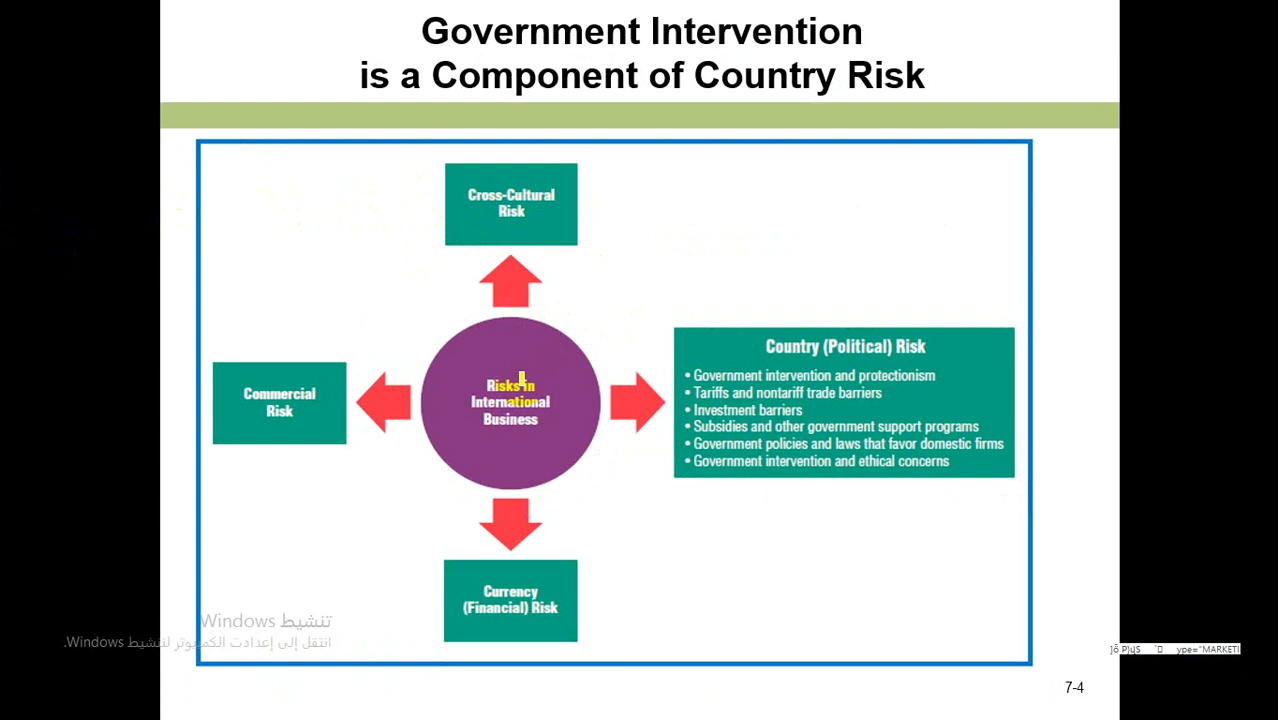 Government Intervention
is a Component of Country Risk
Cross-Cultural
Risk
Commercial
Risk
Risks in
International
Business
Country (Political) Risk
• Government intervention and protectionism
• Tariffs and nontariff trade barriers
• Investment barriers
• Subsidies and other government support programs
• Government policies and laws that favor domestic firms
• Government intervention and ethical concerns
Currency
(Financial) Risk
تنشيط Windows
انتقل إلى إعدادات الكمبيوتر لتنشيط Windows.
ype="MARKETI
7-4